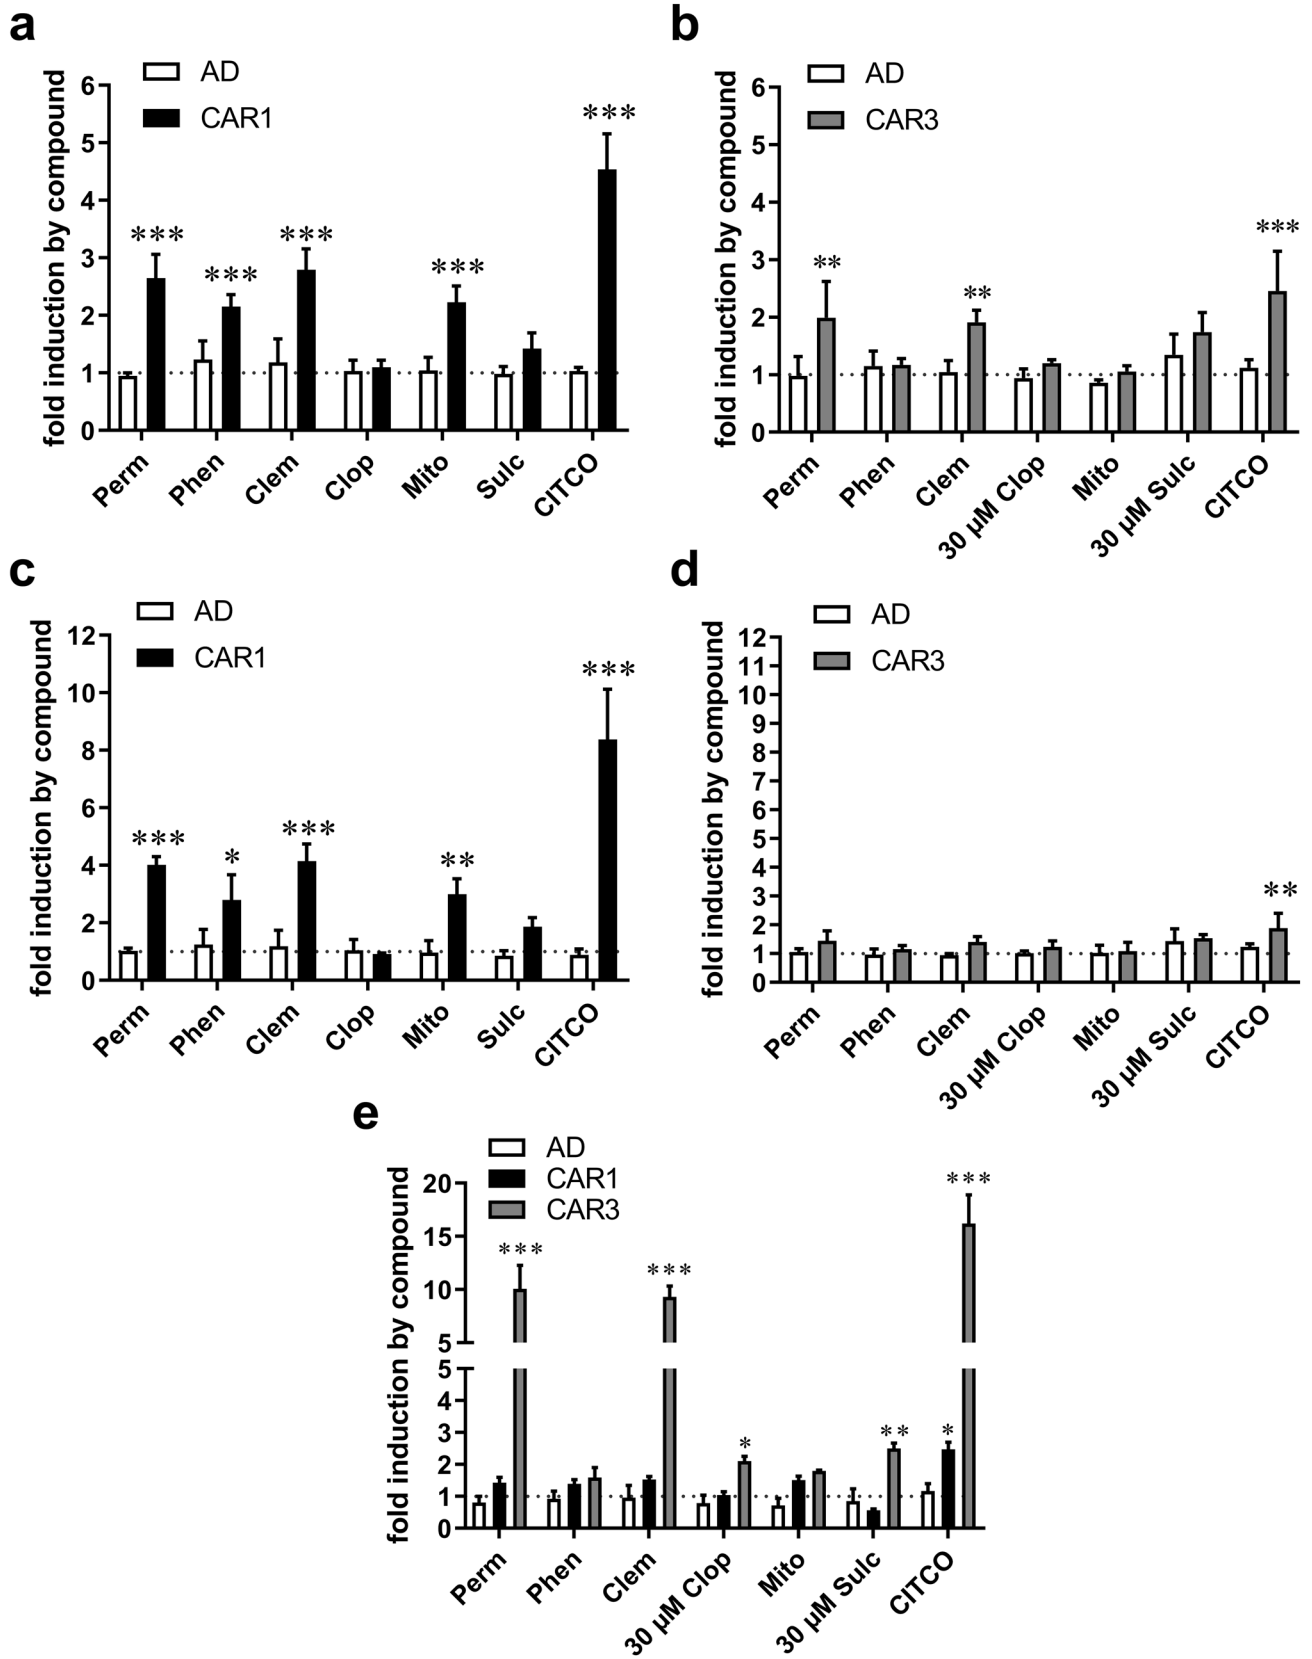 a
AD
CAR1
fold induction by compound
6
5
4
3
2
1
0
***
***
***
***
***
Perm
Phen
Clem
Clop
Mito
Sulc
CITCO
b
AD
CAR3
fold induction by compound
6
5
4
3
2
1
0
**
**
***
Perm
Phen
Clem
30 µM Clop
Mito
30 µM Sulc
CITCO
c
AD
CAR1
fold induction by compound
12
10
8
6
4
2
0
***
*
***
**
***
Perm
Phen
Clem
Clop
Mito
Sulc
CITCO
d
AD
CAR3
fold induction by compound
12
11
10
9
8
7
6
5
4
3
2
1
0
**
Perm
Phen
Clem
30 µM Clop
Mito
30 µM Sulc
CITCO
e
AD
CAR1
CAR3
fold induction by compound
20
15
10
5
5
4
3
2
1
0
***
***
*
**
*
***
Perm
Phen
Clem
30 µM Clop
Mito
30 µM Sulc
CITCO